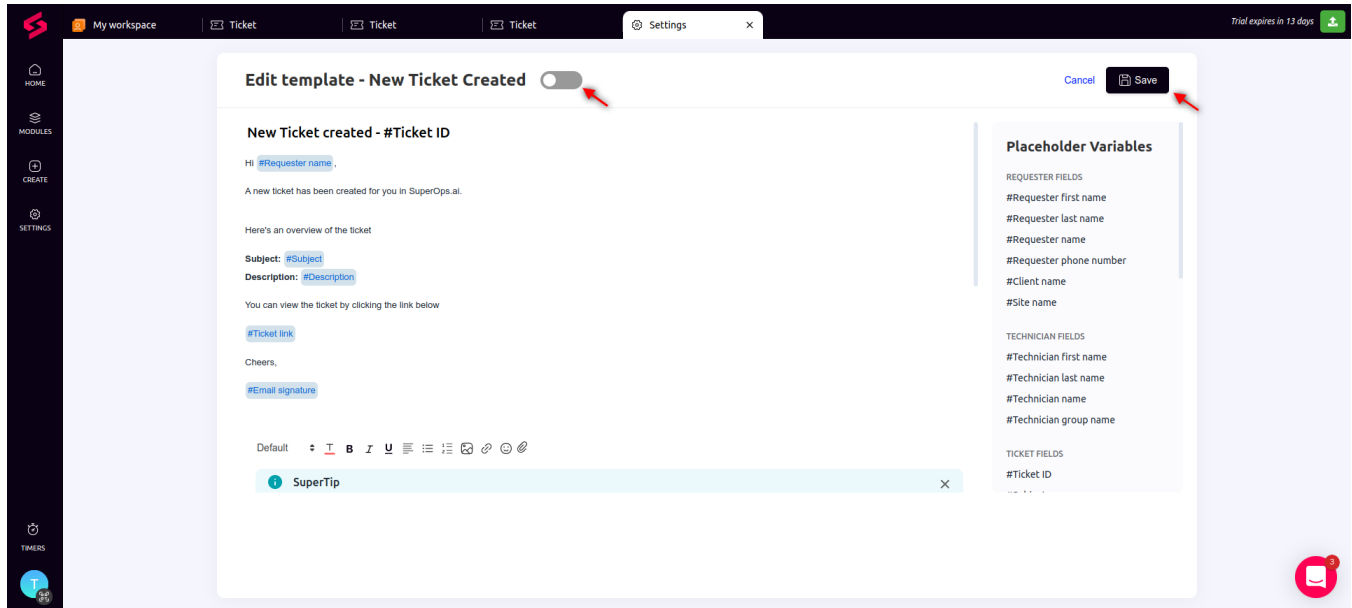 My workspace
Ticket
Ticket
Ticket
Settings
Trial expires in 13 days
HOME
MODULES
CREATE
SETTINGS
TIMERS
T
Edit template - New Ticket Created
Cancel
Save
New Ticket created - #Ticket ID
Hi #Requester name ,
A new ticket has been created for you in SuperOps.ai.
Here's an overview of the ticket
Subject: #Subject
Description: #Description
You can view the ticket by clicking the link below
#Ticket link
Cheers,
#Email signature
Default T B I U
SuperTip
Placeholder Variables
REQUESTER FIELDS
#Requester first name
#Requester last name
#Requester name
#Requester phone number
#Client name
#Site name
TECHNICIAN FIELDS
#Technician first name
#Technician last name
#Technician name
#Technician group name
TICKET FIELDS
#Ticket ID
3